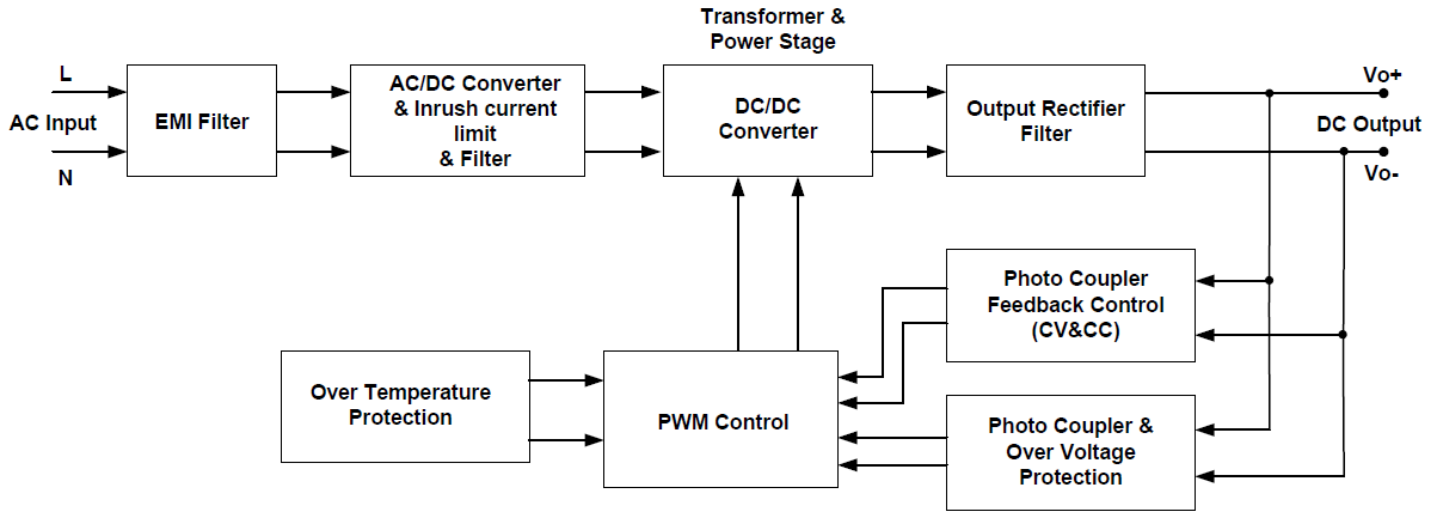 Transformer &
Power Stage
L
AC Input
N
EMI Filter
AC/DC Converter
& Inrush current
limit
& Filter
DC/DC
Converter
Output Rectifier
Filter
Vo+
DC Output
Vo-
Photo Coupler
Feedback Control
(CV&CC)
Over Temperature
Protection
PWM Control
Photo Coupler &
Over Voltage
Protection